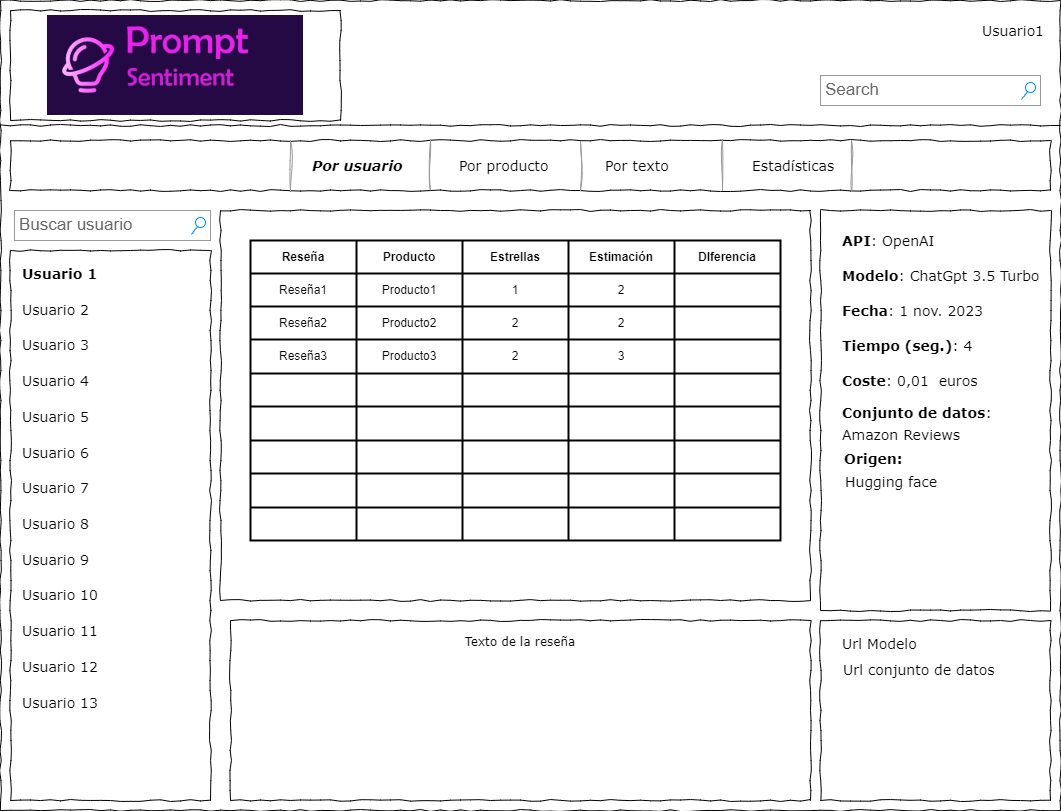 Prompt
Sentiment
Usuario1
Search
Por usuario
Por producto
Por texto
Estadísticas
Buscar usuario
Usuario 1
Usuario 2
Usuario 3
Usuario 4
Usuario 5
Usuario 6
Usuario 7
Usuario 8
Usuario 9
Usuario 10
Usuario 11
Usuario 12
Usuario 13
Reseña Producto Estrellas Estimación DIferencia
Reseña1 Producto1 1 2
Reseña2 Producto2 2 2
Reseña3 Producto3 2 3
Texto de la reseña
API: OpenAI
Modelo: ChatGpt 3.5 Turbo
Fecha: 1 nov. 2023
Tiempo (seg.): 4
Coste: 0,01 euros
Conjunto de datos:
Amazon Reviews
Origen:
Hugging face
Url Modelo
Url conjunto de datos